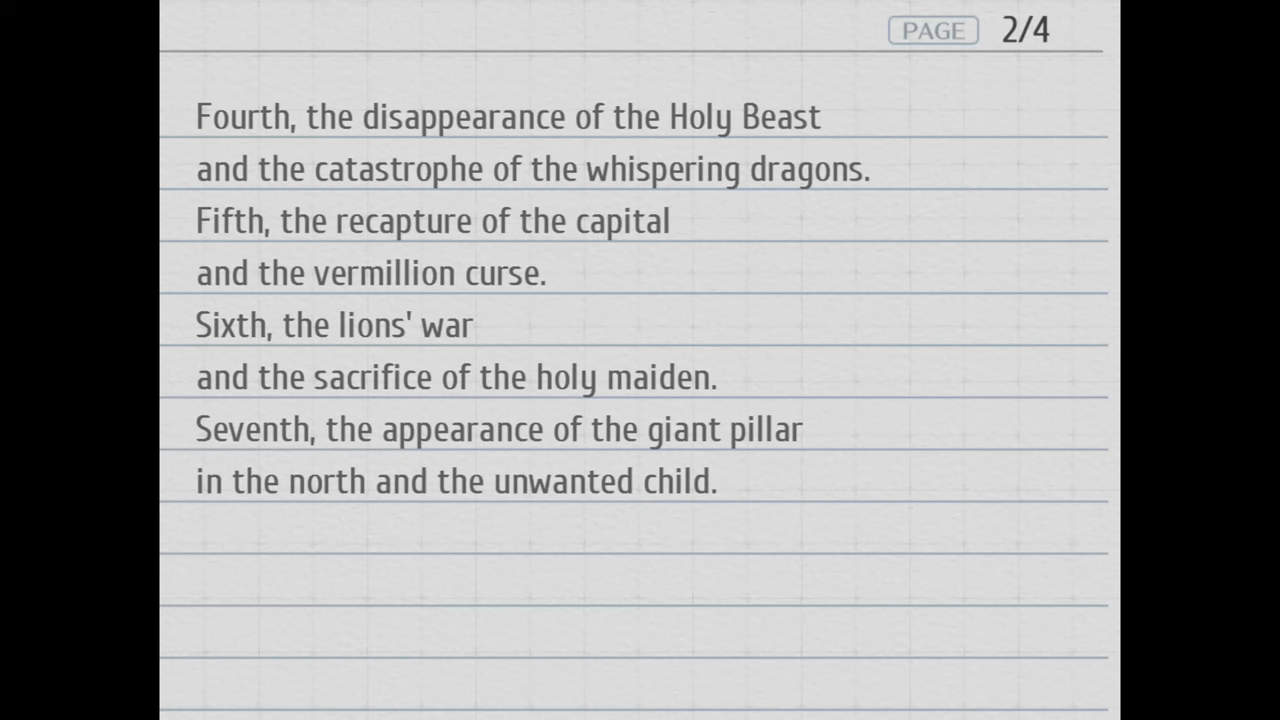 PAGE 2/4
Fourth, the disappearance of the Holy Beast
and the catastrophe of the whispering dragons.
Fifth, the recapture of the capital
and the vermillion curse.
Sixth, the lions' war
and the sacrifice of the holy maiden.
Seventh, the appearance of the giant pillar
in the north and the unwanted child.